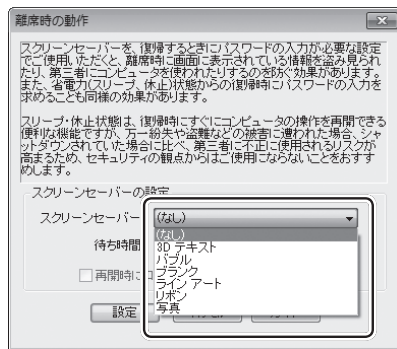 離席時の動作
スクリーンセーバーを、復帰するときにパスワードの入力が必要な設定
でご使用いただくと、離席時に画面に表示されている情報を盗み見られ
たり、第三者にコンピュータを使われたりするのを防ぐ効果があります。
また、省電力(スリープ、休止)状態からの復帰時にパスワードの入力を
求めることも同様の効果があります。
スリープ・休止状態は、復帰時にすぐにコンピュータの操作を再開できる
便利な機能ですが、万一紛失や盗難などの被害に遭われた場合、シャ
ットダウンされていた場合に比べ、第三者に不正に使用されるリスクが
高まるため、セキュリティの観点からはご使用にならないことをおすす
めします。
スクリーンセーバーの設定
スクリーンセーバー (なし)
(なし)
待ち時間 3D テキスト
バブル
ブランク
再開時に ライン アート
リボン
設定 写真